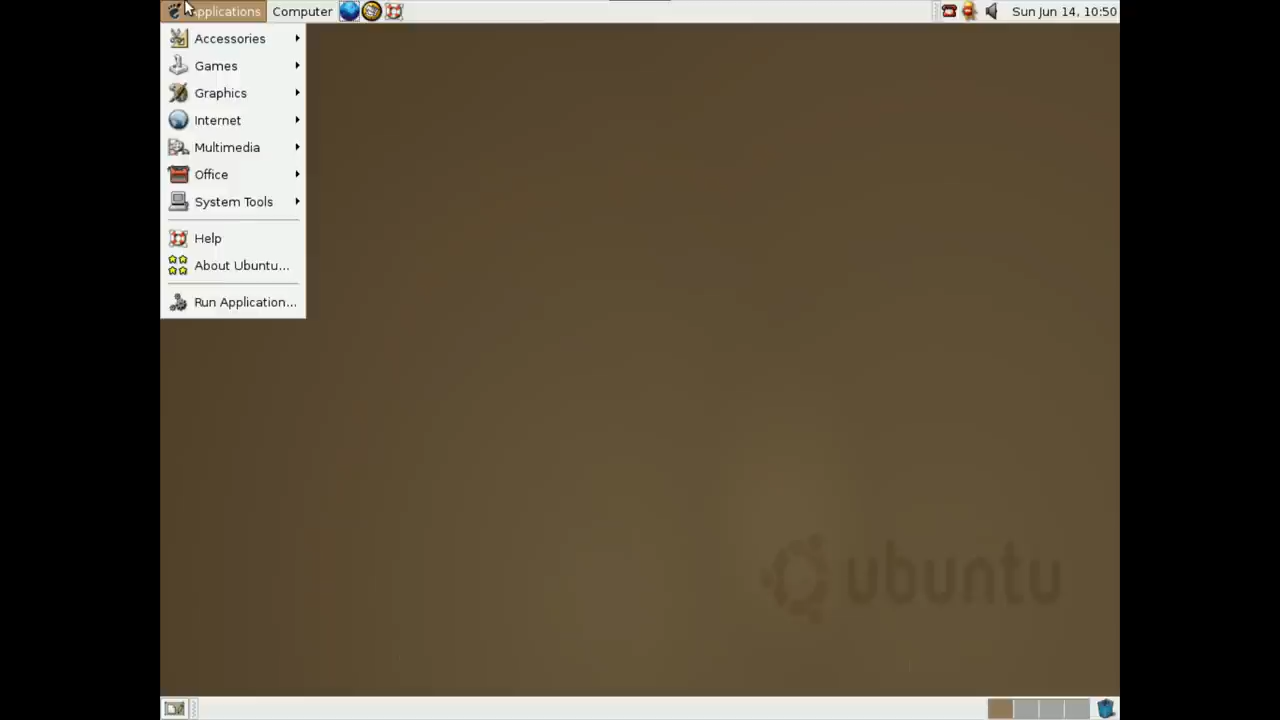 Applications Computer Sun Jun 14, 10:50
Accessories
Games
Graphics
Internet
Multimedia
Office
System Tools
Help
About Ubuntu...
Run Application...
ubuntu